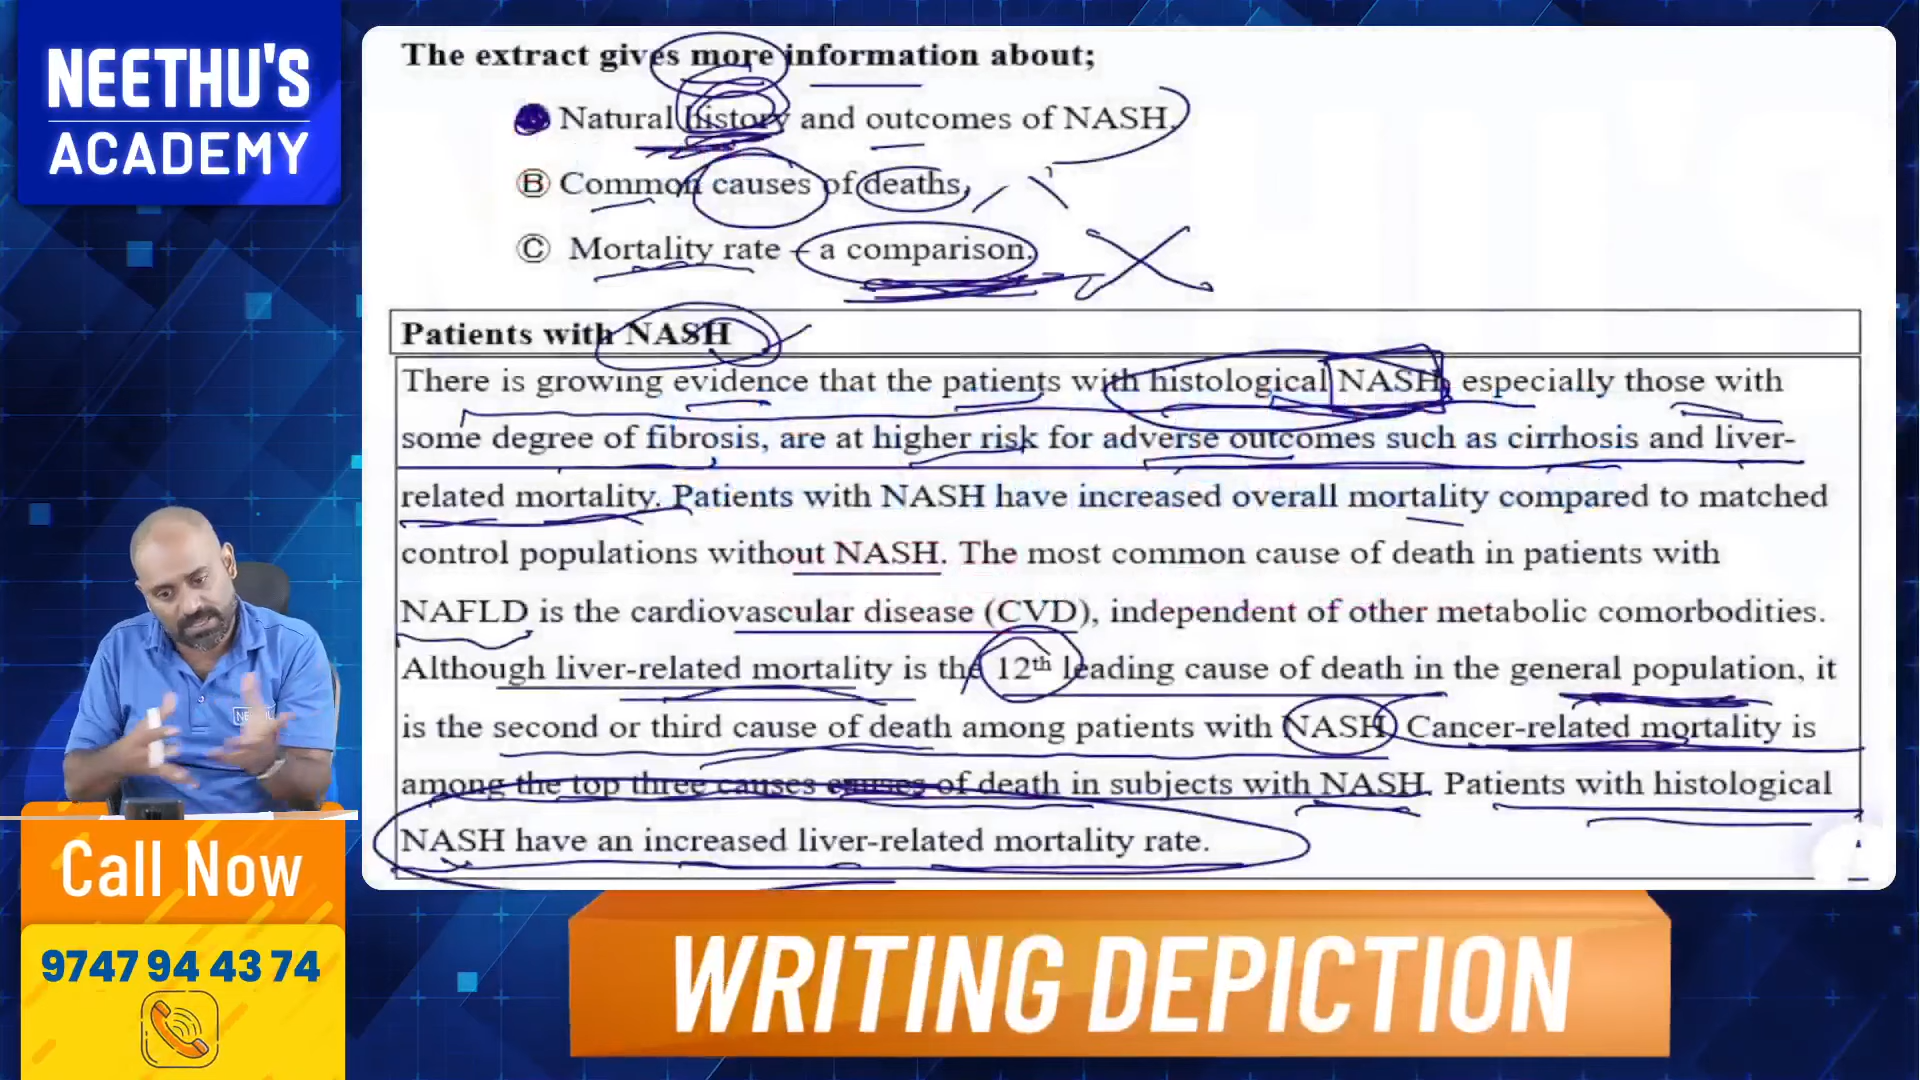 NEETHU'S
ACADEMY
The extract gives more information about;
Natural history and outcomes of NASH.
Ⓑ Common causes of deaths,
Ⓒ Mortality rate – a comparison.
Patients with NASH
There is growing evidence that the patients with histological NASH, especially those with
some degree of fibrosis, are at higher risk for adverse outcomes such as cirrhosis and liver-
related mortality. Patients with NASH have increased overall mortality compared to matched
control populations without NASH. The most common cause of death in patients with
NAFLD is the cardiovascular disease (CVD), independent of other metabolic comorbodities.
Although liver-related mortality is the 12th leading cause of death in the general population, it
is the second or third cause of death among patients with NASH. Cancer-related mortality is
among the top three causes causes of death in subjects with NASH. Patients with histological
NASH have an increased liver-related mortality rate.
Call Now
9747 94 43 74
WRITING DEPICTION